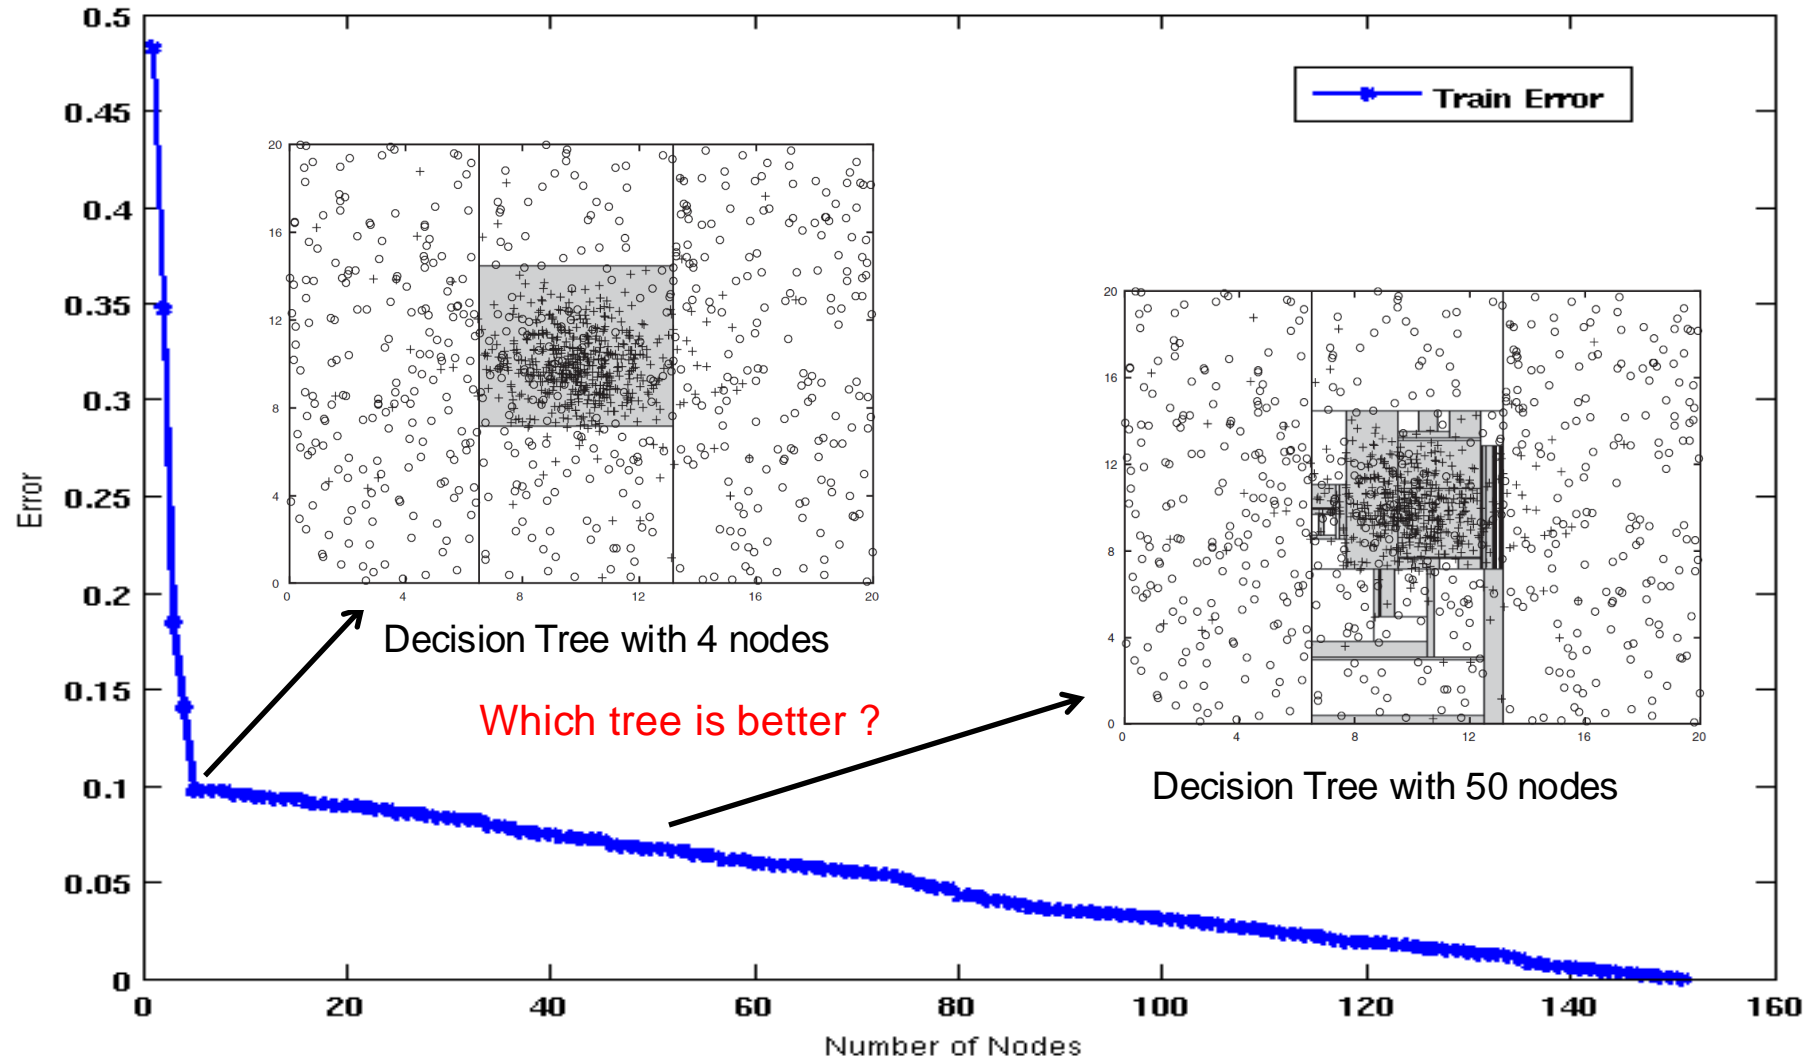 0.5
0.45
0.4
0.35
0.3
0.25
0.2
0.15
0.1
0.05
0
Error
Train Error
20
16
12
8
4
0
0 4 8 12 16 20
Decision Tree with 4 nodes
Which tree is better ?
20
16
12
8
4
0
0 4 8 12 16 20
Decision Tree with 50 nodes
0 20 40 60 80 100 120 140 160
Number of Nodes